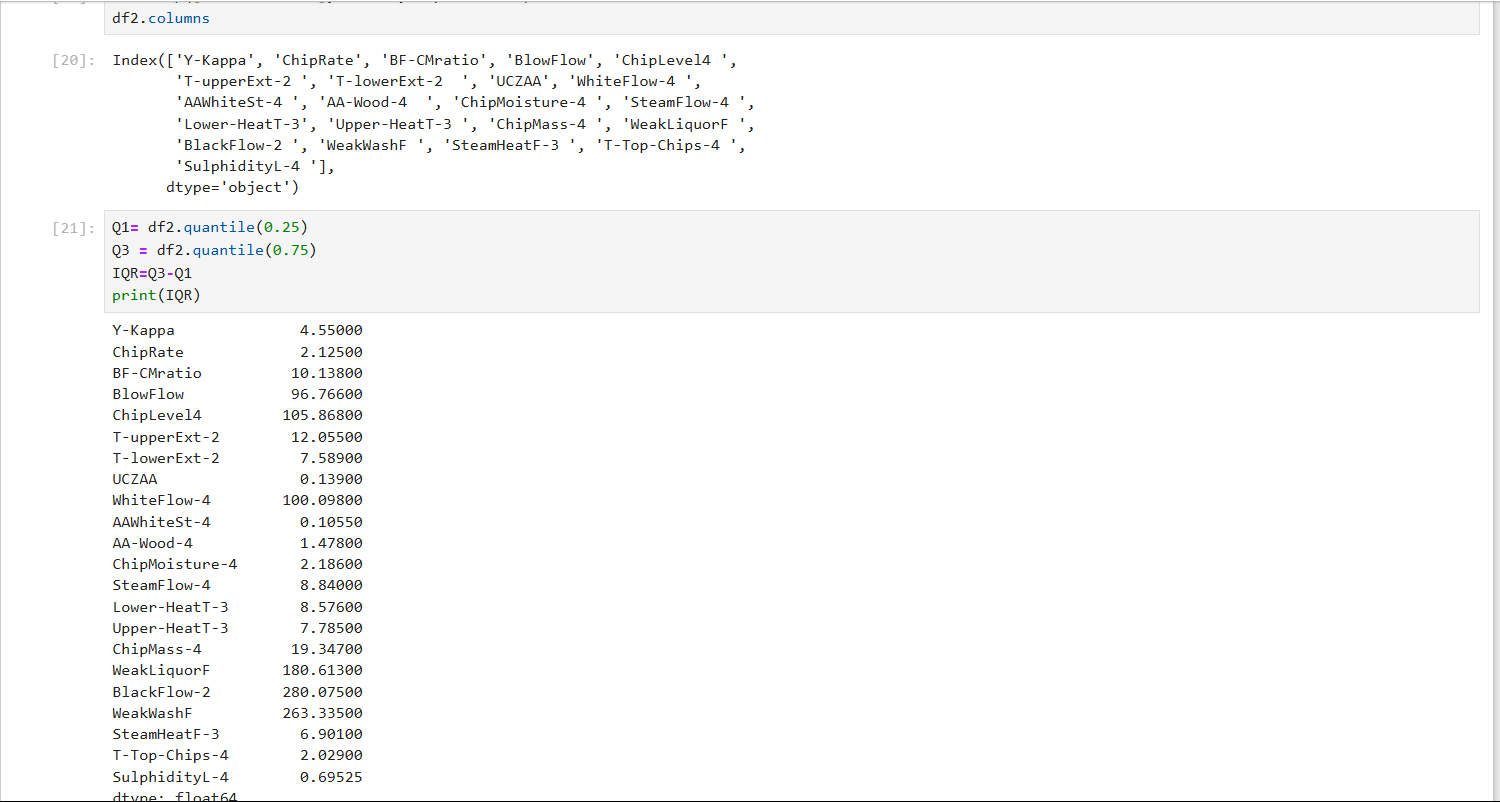 df2.columns
[20]: Index(['Y-Kappa', 'ChipRate', 'BF-CMratio', 'BlowFlow', 'ChipLevel4 ',
'T-upperExt-2 ', 'T-lowerExt-2  ', 'UCZAA', 'WhiteFlow-4 ',
'AAWhiteSt-4 ', 'AA-Wood-4  ', 'ChipMoisture-4 ', 'SteamFlow-4 ',
'Lower-HeatT-3', 'Upper-HeatT-3 ', 'ChipMass-4 ', 'WeakLiquorF ',
'BlackFlow-2 ', 'WeakWashF ', 'SteamHeatF-3 ', 'T-Top-Chips-4 ',
'SulphidityL-4 '],
dtype='object')
[21]: Q1= df2.quantile(0.25)
Q3 = df2.quantile(0.75)
IQR=Q3-Q1
print(IQR)
Y-Kappa 4.55000
ChipRate 2.12500
BF-CMratio 10.13800
BlowFlow 96.76600
ChipLevel4 105.86800
T-upperExt-2 12.05500
T-lowerExt-2 7.58900
UCZAA 0.13900
WhiteFlow-4 100.09800
AAWhiteSt-4 0.10550
AA-Wood-4 1.47800
ChipMoisture-4 2.18600
SteamFlow-4 8.84000
Lower-HeatT-3 8.57600
Upper-HeatT-3 7.78500
ChipMass-4 19.34700
WeakLiquorF 180.61300
BlackFlow-2 280.07500
WeakWashF 263.33500
SteamHeatF-3 6.90100
T-Top-Chips-4 2.02900
SulphidityL-4 0.69525
dtype: float64